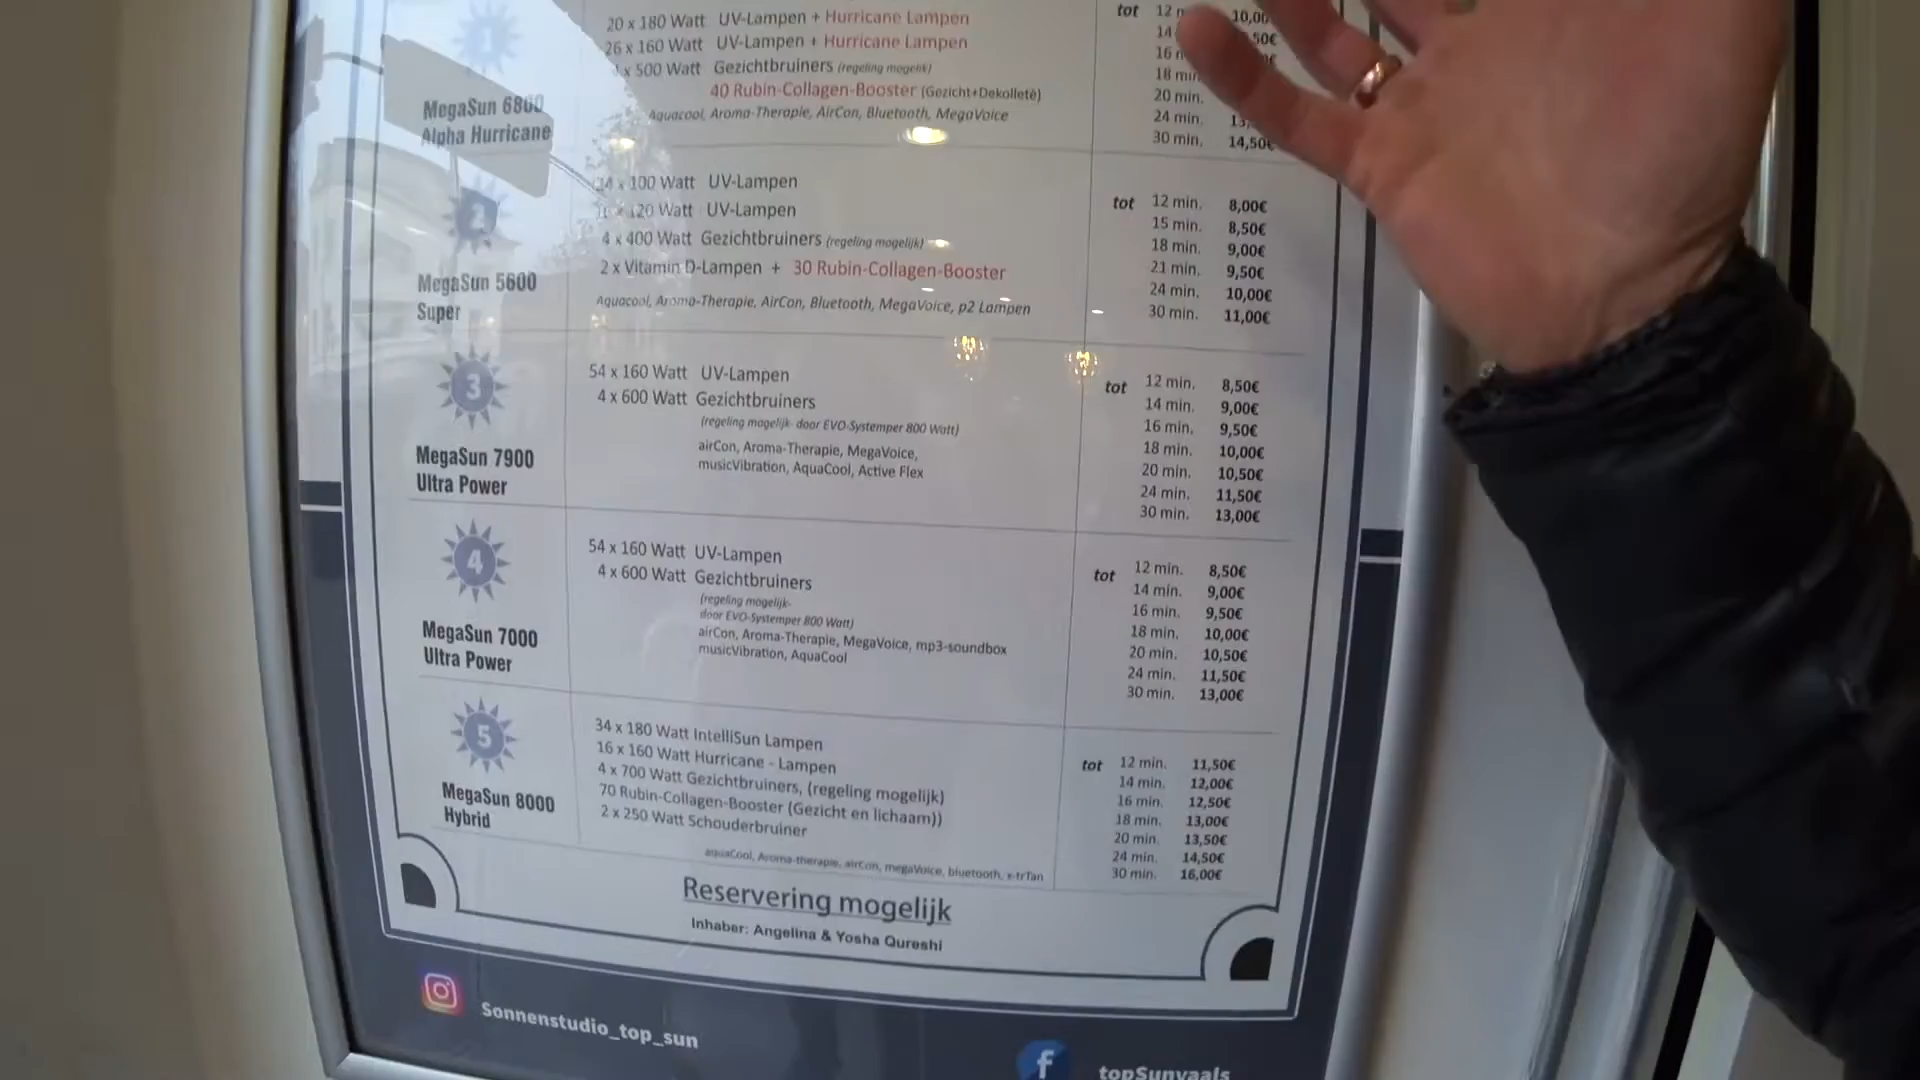 1
MegaSun 6800
Alpha Hurricane
20 x 180 Watt UV-Lampen + Hurricane Lampen
26 x 160 Watt UV-Lampen + Hurricane Lampen
x 500 Watt Gezichtbruiners (regeling mogelik)
40 Rubin-Collagen-Booster (Gezicht+Dekolleté)
Aquacool, Aroma-Therapie, AirCon, Bluetooth, MegaVoice
tot 12 10,00
14
16
18 min.
20 min.
24 min.
30 min. 14,50€
2
MegaSun 5600
Super
x 100 Watt UV-Lampen
x 120 Watt UV-Lampen
4 x 400 Watt Gezichtbruiners (regeling mogelijk)
2 x Vitamin D-Lampen + 30 Rubin-Collagen-Booster
Aquacool, Aroma-Therapie, AirCon, Bluetooth, MegaVoice, p2 Lampen
tot 12 min. 8,00€
15 min. 8,50€
18 min. 9,00€
21 min. 9,50€
24 min. 10,00€
30 min. 11,00€
3
MegaSun 7900
Ultra Power
54 x 160 Watt UV-Lampen
4 x 600 Watt Gezichtbruiners
(regeling mogelijk- door EVO-Systemper 800 Watt)
airCon, Aroma-Therapie, MegaVoice,
musicVibration, AquaCool, Active Flex
tot 12 min. 8,50€
14 min. 9,00€
16 min. 9,50€
18 min. 10,00€
20 min. 10,50€
24 min. 11,50€
30 min. 13,00€
4
MegaSun 7000
Ultra Power
54 x 160 Watt UV-Lampen
4 x 600 Watt Gezichtbruiners
(regeling mogelijk-
door EVO-Systemper 800 Watt)
airCon, Aroma-Therapie, MegaVoice, mp3-soundbox
musicVibration, AquaCool
tot 12 min. 8,50€
14 min. 9,00€
16 min. 9,50€
18 min. 10,00€
20 min. 10,50€
24 min. 11,50€
30 min. 13,00€
5
MegaSun 8000
Hybrid
34 x 180 Watt IntelliSun Lampen
16 x 160 Watt Hurricane - Lampen
4 x 700 Watt Gezichtbruiners, (regeling mogelijk)
70 Rubin-Collagen-Booster (Gezicht en lichaam))
2 x 250 Watt Schouderbruiner
aquaCool, Aroma-therapie, airCon, megaVoice, bluetooth,
tot 12 min. 11,50€
14 min. 12,00€
16 min. 12,50€
18 min. 13,00€
20 min. 13,50€
24 min. 14,50€
30 min. 16,00€
Reservering mogelijk
Inhaber: Angelina & Yosha Qureshi
Sonnenstudio_top_sun
f topSunvaals